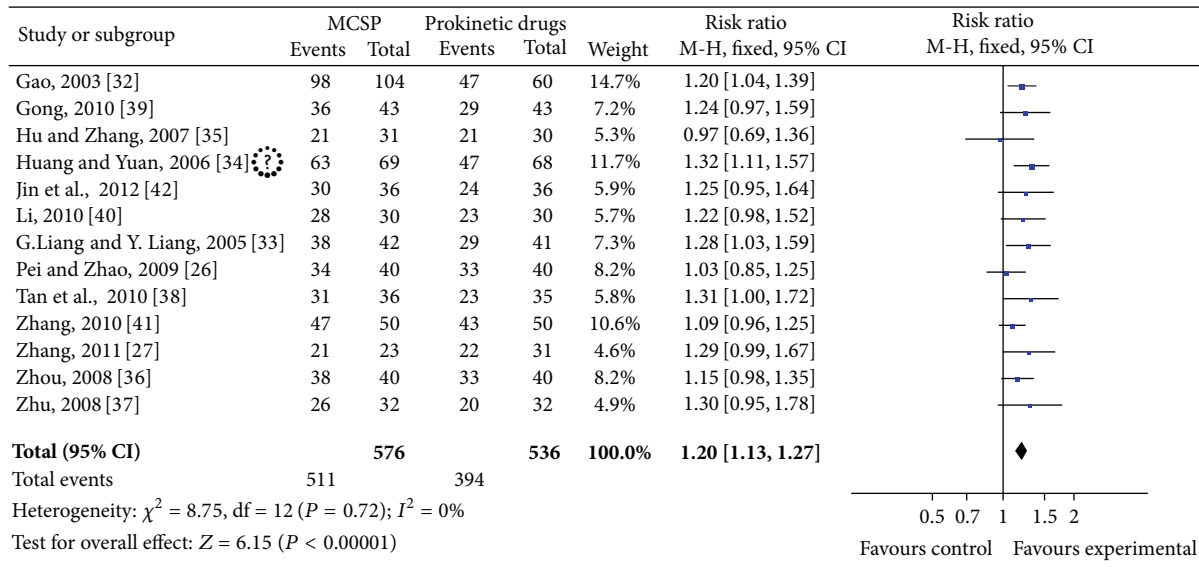 Study or subgroup MCSP Prokinetic drugs Weight Risk ratio Risk ratio
Events Total Events Total M-H, fixed, 95% CI M-H, fixed, 95% CI
Gao, 2003 [32] 98 104 47 60 14.7% 1.20 [1.04, 1.39]
Gong, 2010 [39] 36 43 29 43 7.2% 1.24 [0.97, 1.59]
Hu and Zhang, 2007 [35] 21 31 21 30 5.3% 0.97 [0.69, 1.36]
Huang and Yuan, 2006 [34] ? 63 69 47 68 11.7% 1.32 [1.11, 1.57]
Jin et al., 2012 [42] 30 36 24 36 5.9% 1.25 [0.95, 1.64]
Li, 2010 [40] 28 30 23 30 5.7% 1.22 [0.98, 1.52]
G.Liang and Y. Liang, 2005 [33] 38 42 29 41 7.3% 1.28 [1.03, 1.59]
Pei and Zhao, 2009 [26] 34 40 33 40 8.2% 1.03 [0.85, 1.25]
Tan et al., 2010 [38] 31 36 23 35 5.8% 1.31 [1.00, 1.72]
Zhang, 2010 [41] 47 50 43 50 10.6% 1.09 [0.96, 1.25]
Zhang, 2011 [27] 21 23 22 31 4.6% 1.29 [0.99, 1.67]
Zhou, 2008 [36] 38 40 33 40 8.2% 1.15 [0.98, 1.35]
Zhu, 2008 [37] 26 32 20 32 4.9% 1.30 [0.95, 1.78]
Total (95% CI) 576 536 100.0% 1.20 [1.13, 1.27]
Total events 511 394
Heterogeneity: χ² = 8.75, df = 12 (P = 0.72); I² = 0%
Test for overall effect: Z = 6.15 (P < 0.00001)
0.5 0.7 1 1.5 2
Favours control Favours experimental